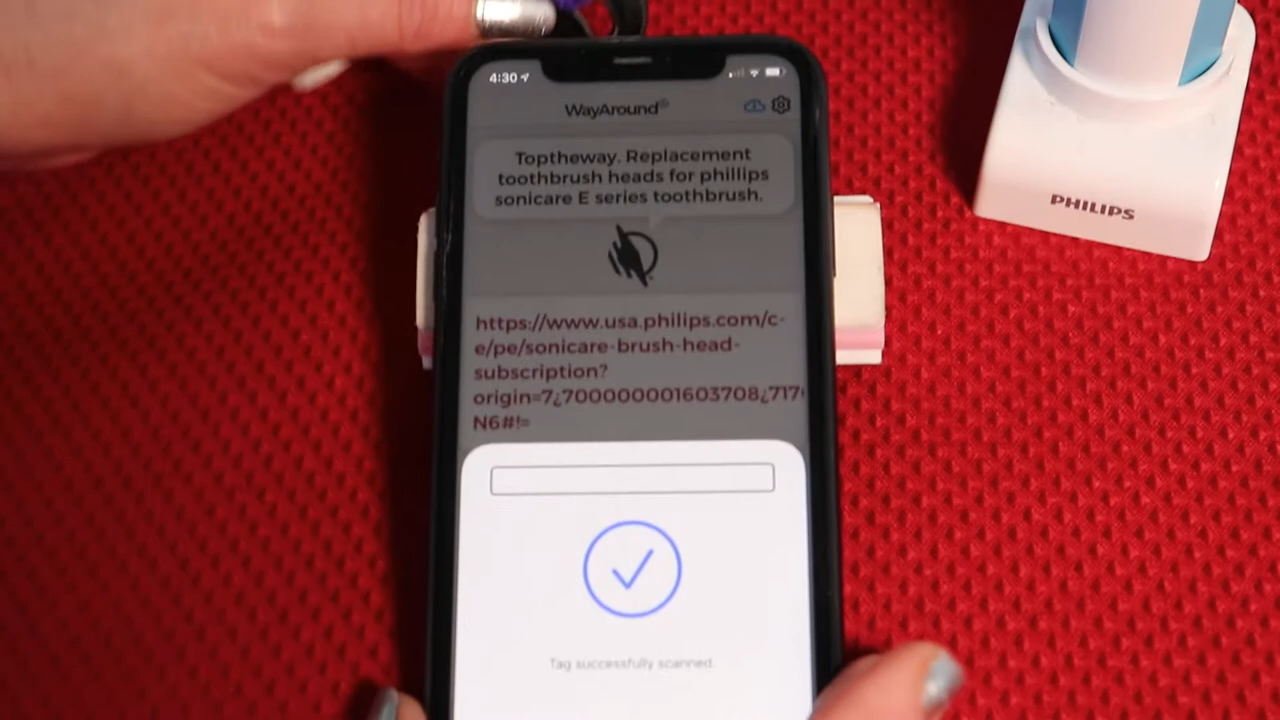 4:30
WayAround®
Toptheway. Replacement
toothbrush heads for phillips
sonicare E series toothbrush.
https://www.usa.philips.com/c-
e/pe/sonicare-brush-head-
subscription?
origin=7¿700000001603708¿717
N6#!=
Tag successfully scanned.
PHILIPS